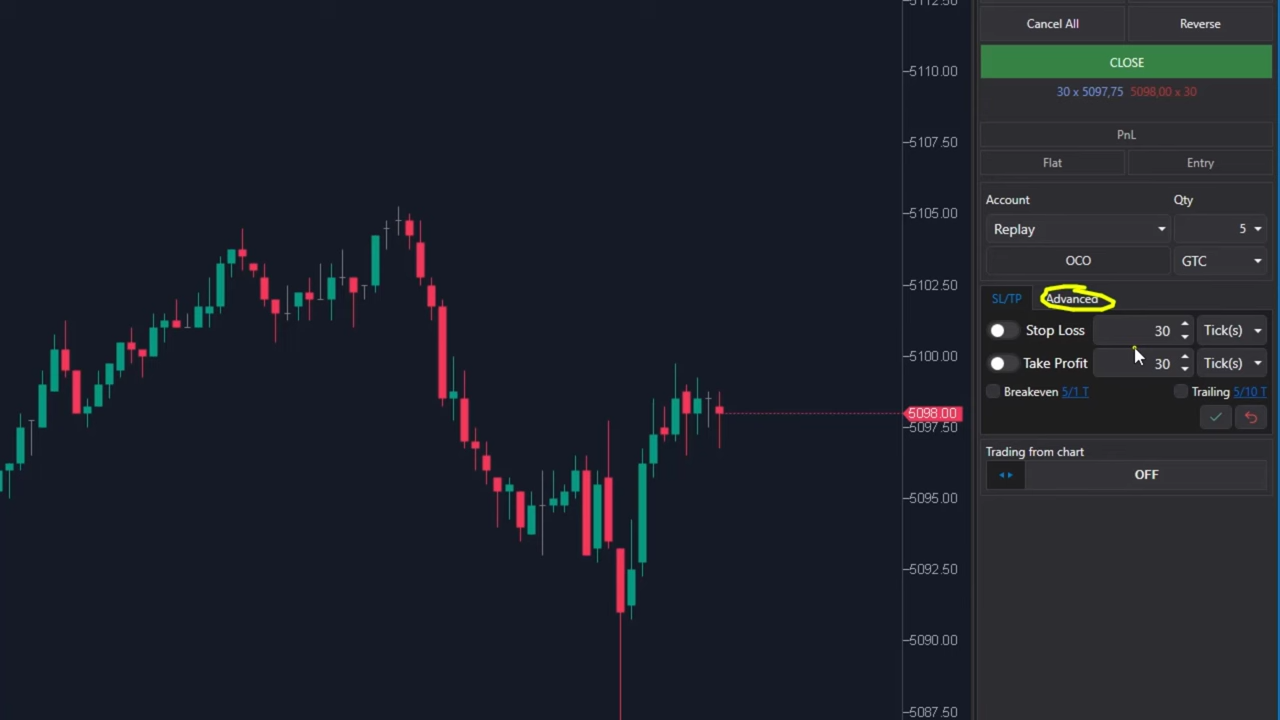 5112.50
Cancel All Reverse
CLOSE
5110.00
30 x 5097,75 5098,00 x 30
PnL
5107.50
Flat Entry
Account Qty
5105.00
Replay 5
OCO GTC
5102.50
SL/TP Advanced
Stop Loss 30 Tick(s)
5100.00
Take Profit 30 Tick(s)
Breakeven 5/1 T Trailing 5/10 T
5098.00
5097.50
Trading from chart
OFF
5095.00
5092.50
5090.00
5087.50